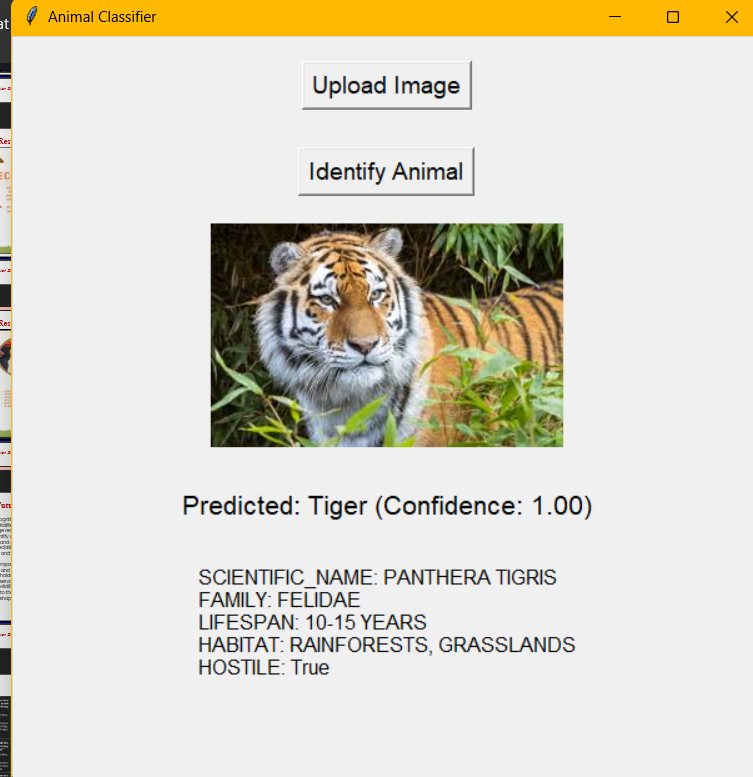 Animal Classifier
Upload Image
Identify Animal
Predicted: Tiger (Confidence: 1.00)
SCIENTIFIC_NAME: PANTHERA TIGRIS
FAMILY: FELIDAE
LIFESPAN: 10-15 YEARS
HABITAT: RAINFORESTS, GRASSLANDS
HOSTILE: True